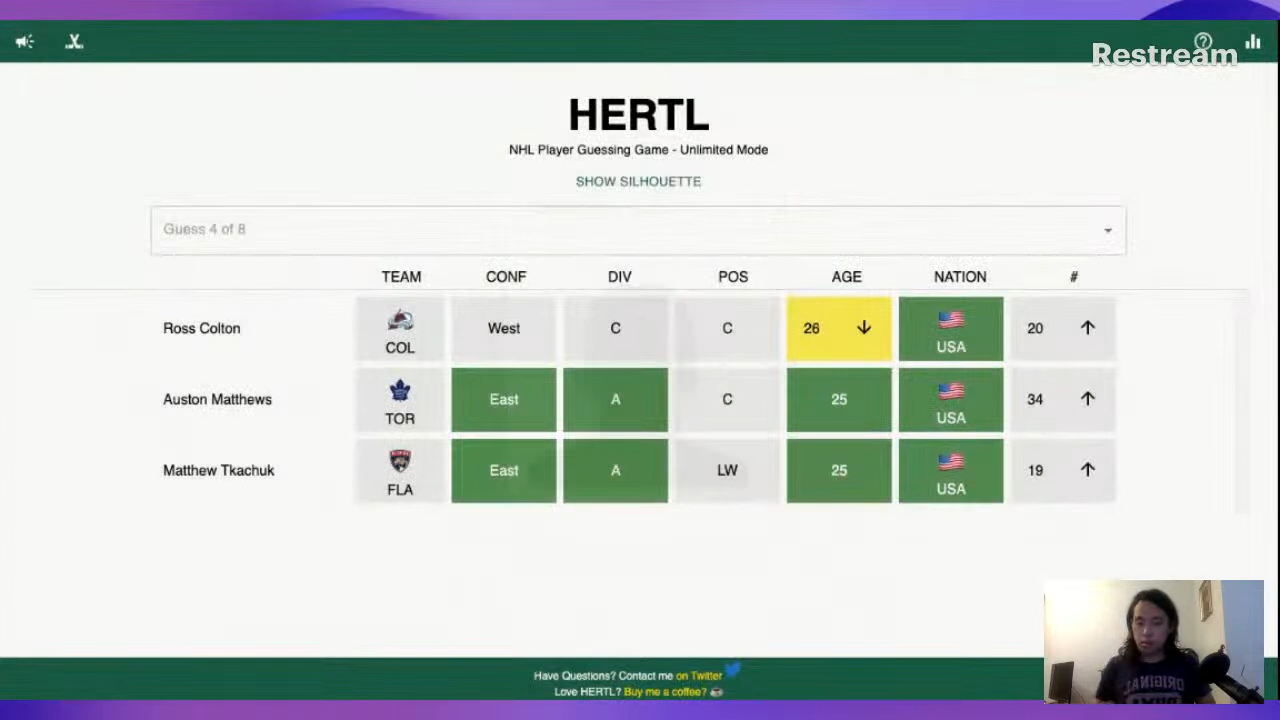 Restream
HERTL
NHL Player Guessing Game - Unlimited Mode
SHOW SILHOUETTE
Guess 4 of 8
TEAM CONF DIV POS AGE NATION #
Ross Colton COL West C C 26 ↓ USA 20 ↑
Auston Matthews TOR East A C 25 USA 34 ↑
Matthew Tkachuk FLA East A LW 25 USA 19 ↑
Have Questions? Contact me on Twitter
Love HERTL? Buy me a coffee?
ORIGINAL